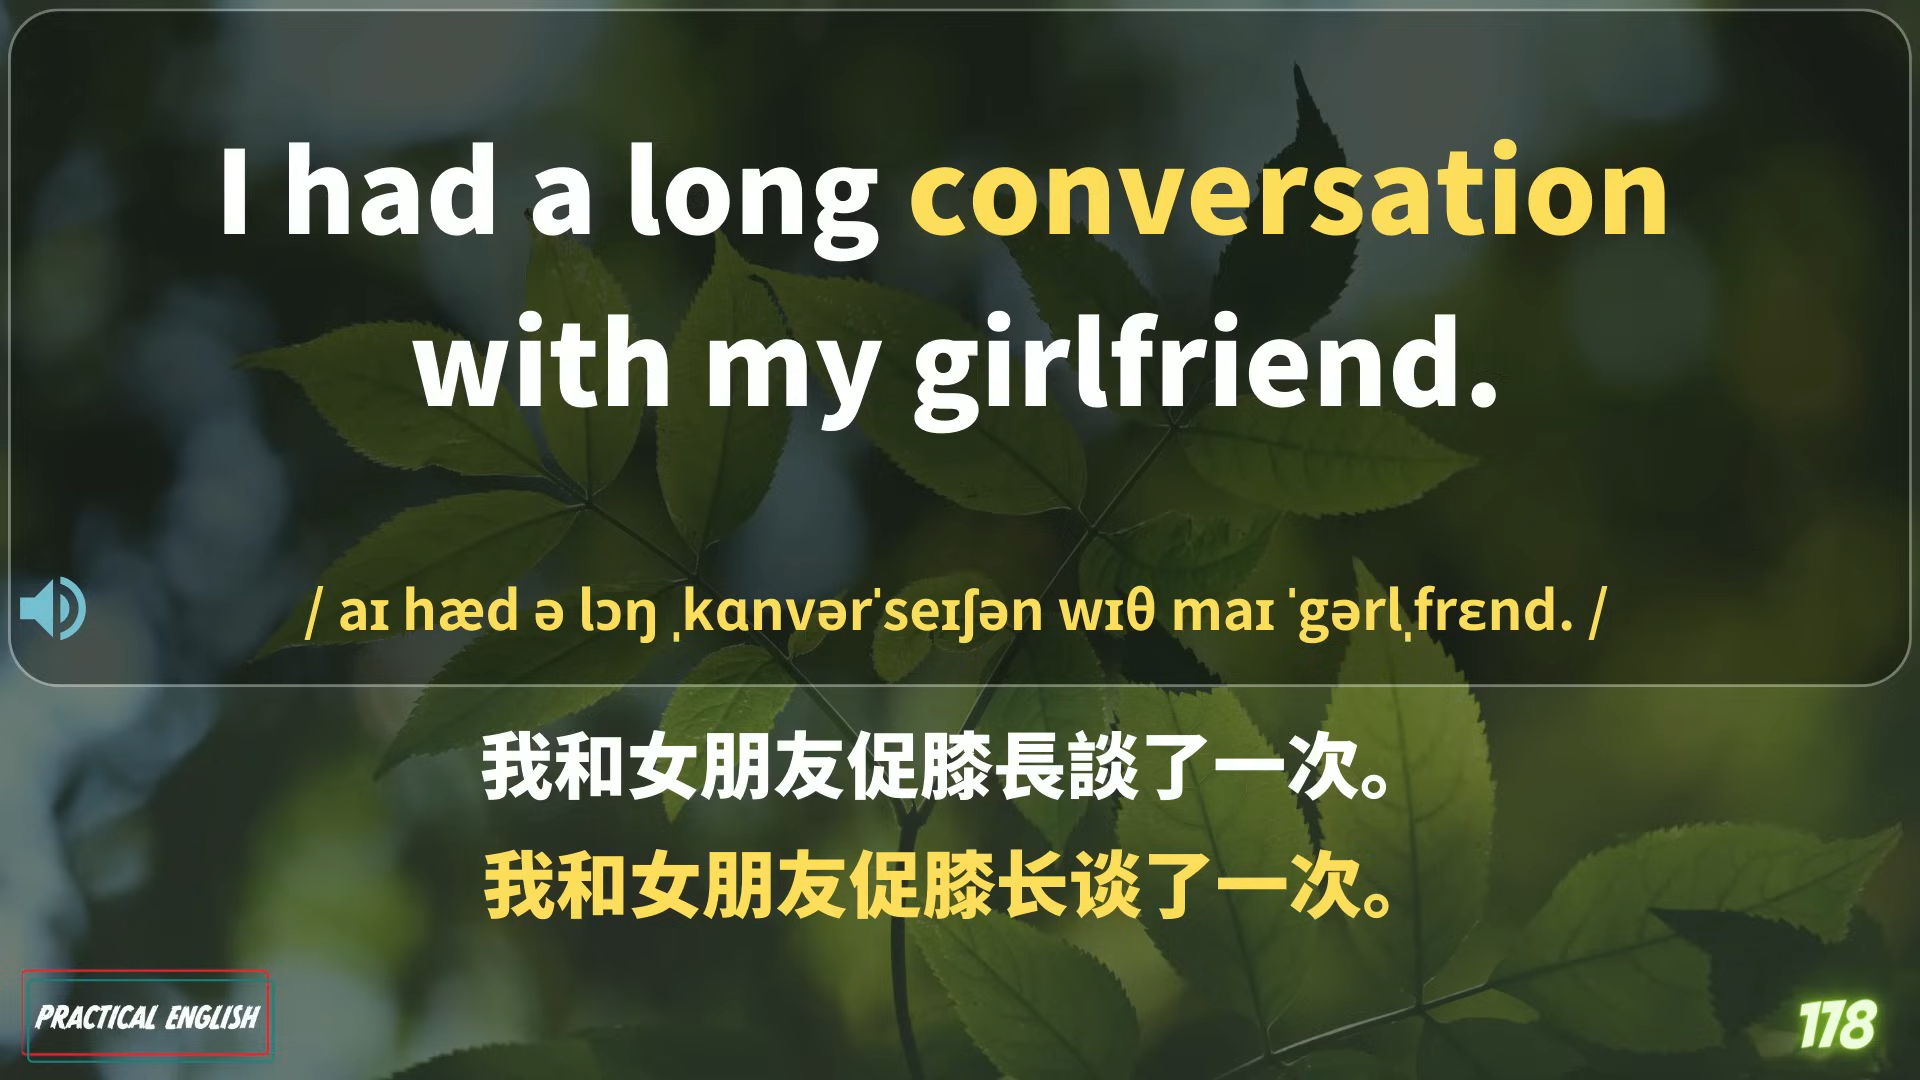 I had a long conversation
with my girlfriend.
/ aɪ hæd ə lɔŋ ˌkɑnvərˈseɪʃən wɪθ maɪ ˈgərlˌfrɛnd. /
我和女朋友促膝長談了一次。
我和女朋友促膝长谈了一次。
PRACTICAL ENGLISH
178